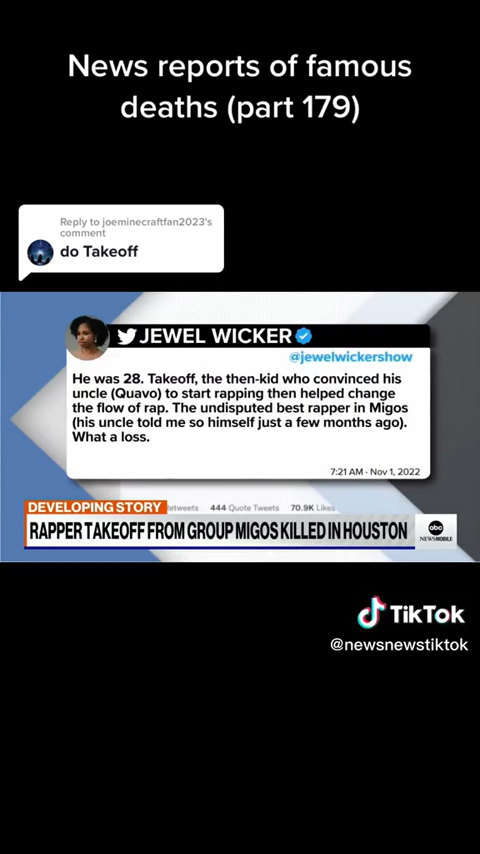 News reports of famous
deaths (part 179)
Reply to joeminecraftfan2023's
comment
do Takeoff
JEWEL WICKER
@jewelwickershow
He was 28. Takeoff, the then-kid who convinced his
uncle (Quavo) to start rapping then helped change
the flow of rap. The undisputed best rapper in Migos
(his uncle told me so himself just a few months ago).
What a loss.
7:21 AM · Nov 1, 2022
DEVELOPING STORY
etweets 444 Quote Tweets 70.9K Likes
RAPPER TAKEOFF FROM GROUP MIGOS KILLED IN HOUSTON
abc
NEWS MOBILE
TikTok
@newsnewstiktok